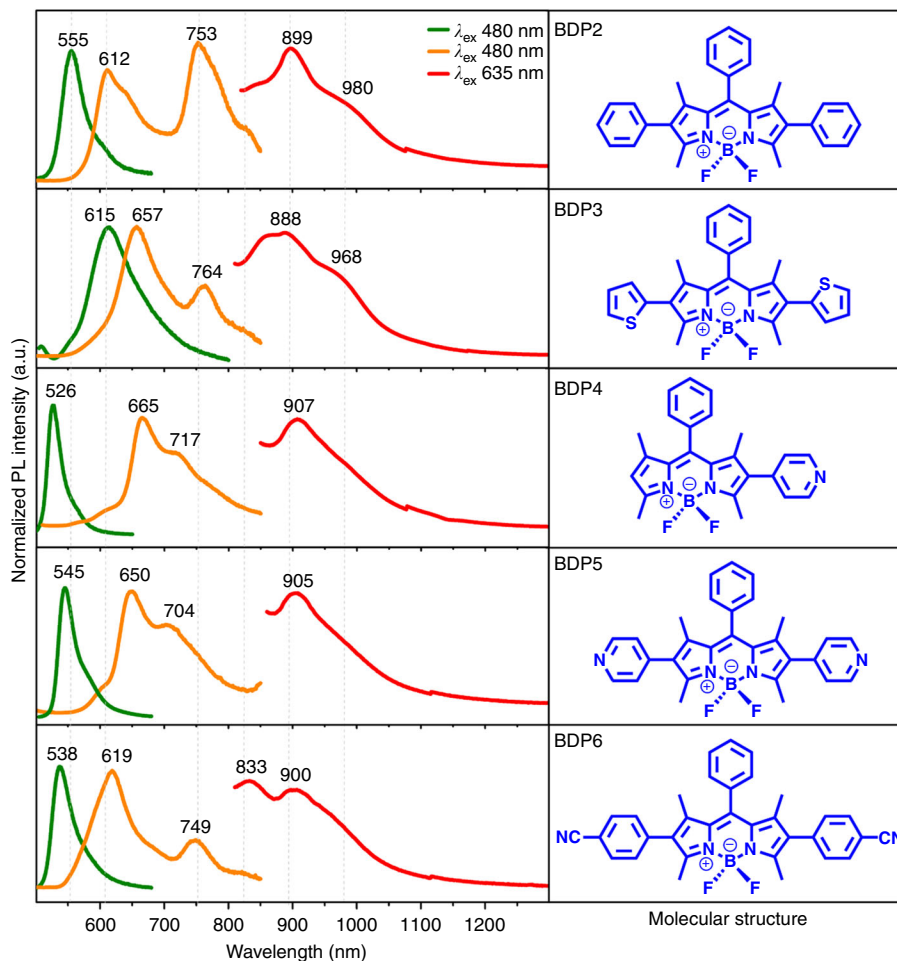 Normalized PL intensity (a.u.)
555
612
753
899
980
λex 480 nm
λex 480 nm
λex 635 nm
BDP2
N
⊕
⊖
B
N
F
F
615
657
764
888
968
BDP3
S
S
N
⊕
⊖
B
N
F
F
526
665
717
907
BDP4
N
N
⊕
⊖
B
N
F
F
545
650
704
905
BDP5
N
N
N
⊕
⊖
B
N
F
F
538
619
749
833
900
BDP6
NC
CN
N
⊕
⊖
B
N
F
F
600 700 800 900 1000 1100 1200
Wavelength (nm)
Molecular structure